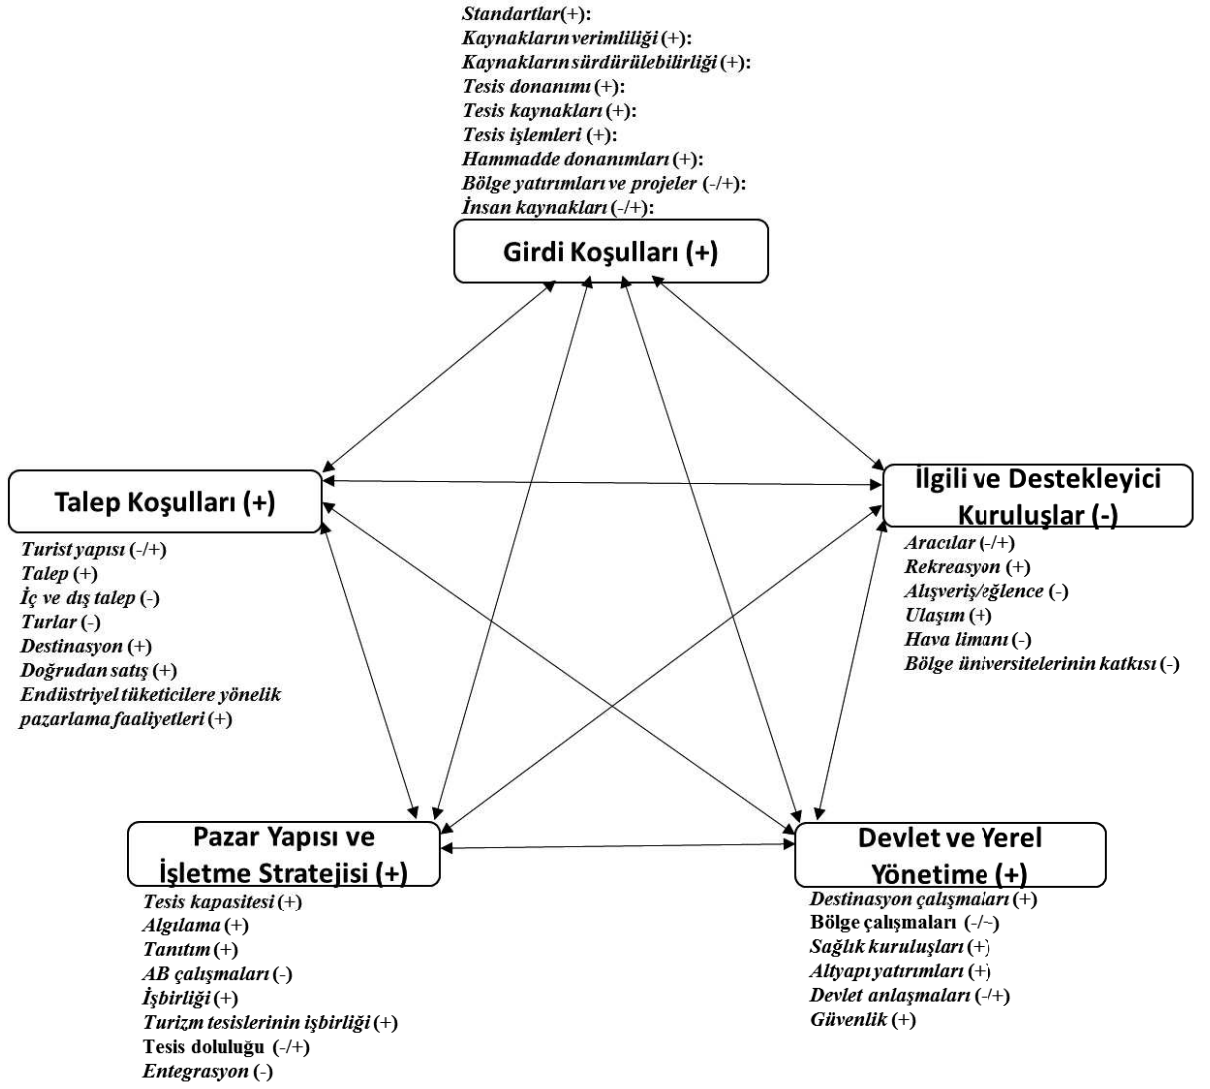 Standartlar(+):
Kaynakların verimliliği (+):
Kaynakların sürdürülebilirliği (+):
Tesis donanımı (+):
Tesis kaynakları (+):
Tesis işlemleri (+):
Hammadde donanımları (+):
Bölge yatırımları ve projeler (-/+):
İnsan kaynakları (-/+):
Girdi Koşulları (+)
Talep Koşulları (+)
Turist yapısı (-/+)
Talep (+)
İç ve dış talep (-)
Turlar (-)
Destinasyon (+)
Doğrudan satış (+)
Endüstriyel tüketicilere yönelik
pazarlama faaliyetleri (+)
İlgili ve Destekleyici
Kuruluşlar (-)
Aracılar (-/+)
Rekreasyon (+)
Alışveriş/eğlence (-)
Ulaşım (+)
Hava limanı (-)
Bölge üniversitelerinin katkısı (-)
Pazar Yapısı ve
İşletme Stratejisi (+)
Tesis kapasitesi (+)
Algılama (+)
Tanıtım (+)
AB çalışmaları (-)
İşbirliği (+)
Turizm tesislerinin işbirliği (+)
Tesis doluluğu (-/+)
Entegrasyon (-)
Devlet ve Yerel
Yönetime (+)
Destinasyon çalışmaları (+)
Bölge çalışmaları (-/~)
Sağlık kuruluşları (+)
Altyapı yatırımları (+)
Devlet anlaşmaları (-/+)
Güvenlik (+)